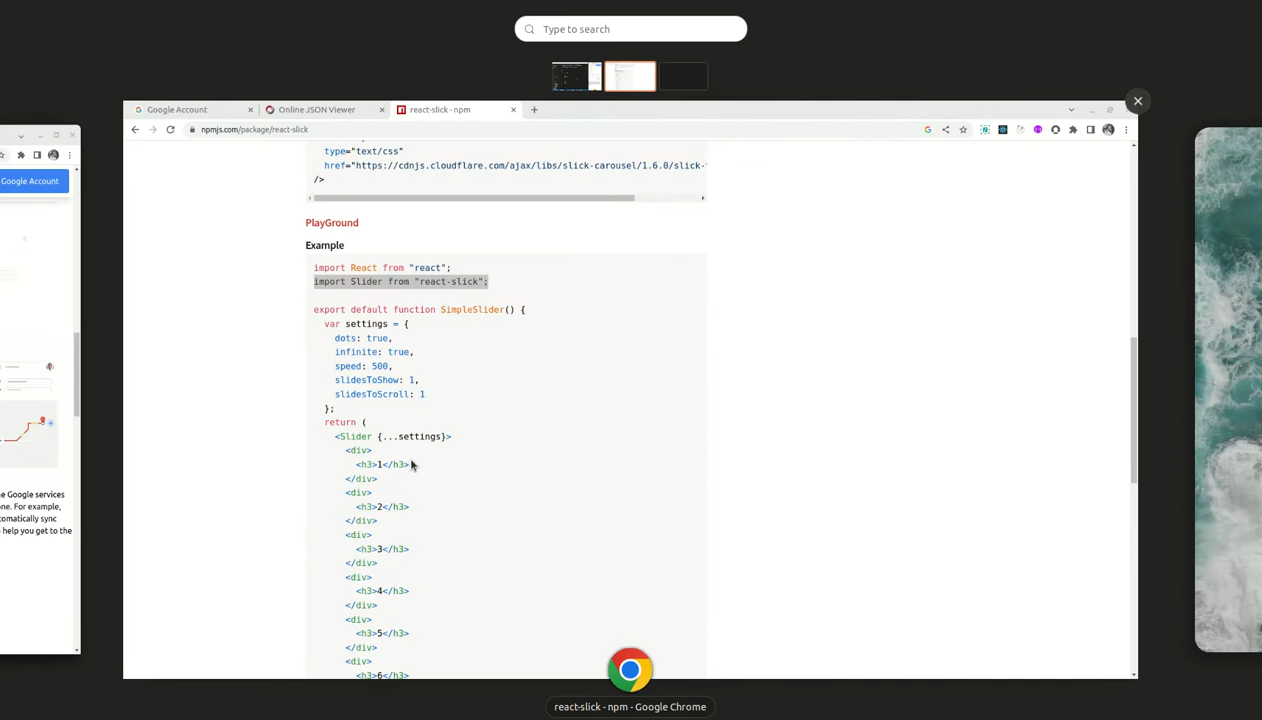 Type to search
Google Account
Online JSON Viewer
react-slick - npm
npmjs.com/package/react-slick
Google Account
type="text/css"
href="https://cdnjs.cloudflare.com/ajax/libs/slick-carousel/1.6.0/slick-
/>
PlayGround
Example
import React from "react";
import Slider from "react-slick";
export default function SimpleSlider() {
var settings = {
dots: true,
infinite: true,
speed: 500,
slidesToShow: 1,
slidesToScroll: 1
};
return (
<Slider {...settings}>
<div>
<h3>1</h3>
</div>
<div>
<h3>2</h3>
</div>
<div>
<h3>3</h3>
</div>
<div>
<h3>4</h3>
</div>
<div>
<h3>5</h3>
</div>
<div>
<h3>6</h3>
e Google services
one. For example,
tomatically sync
o help you get to the
react-slick - npm - Google Chrome